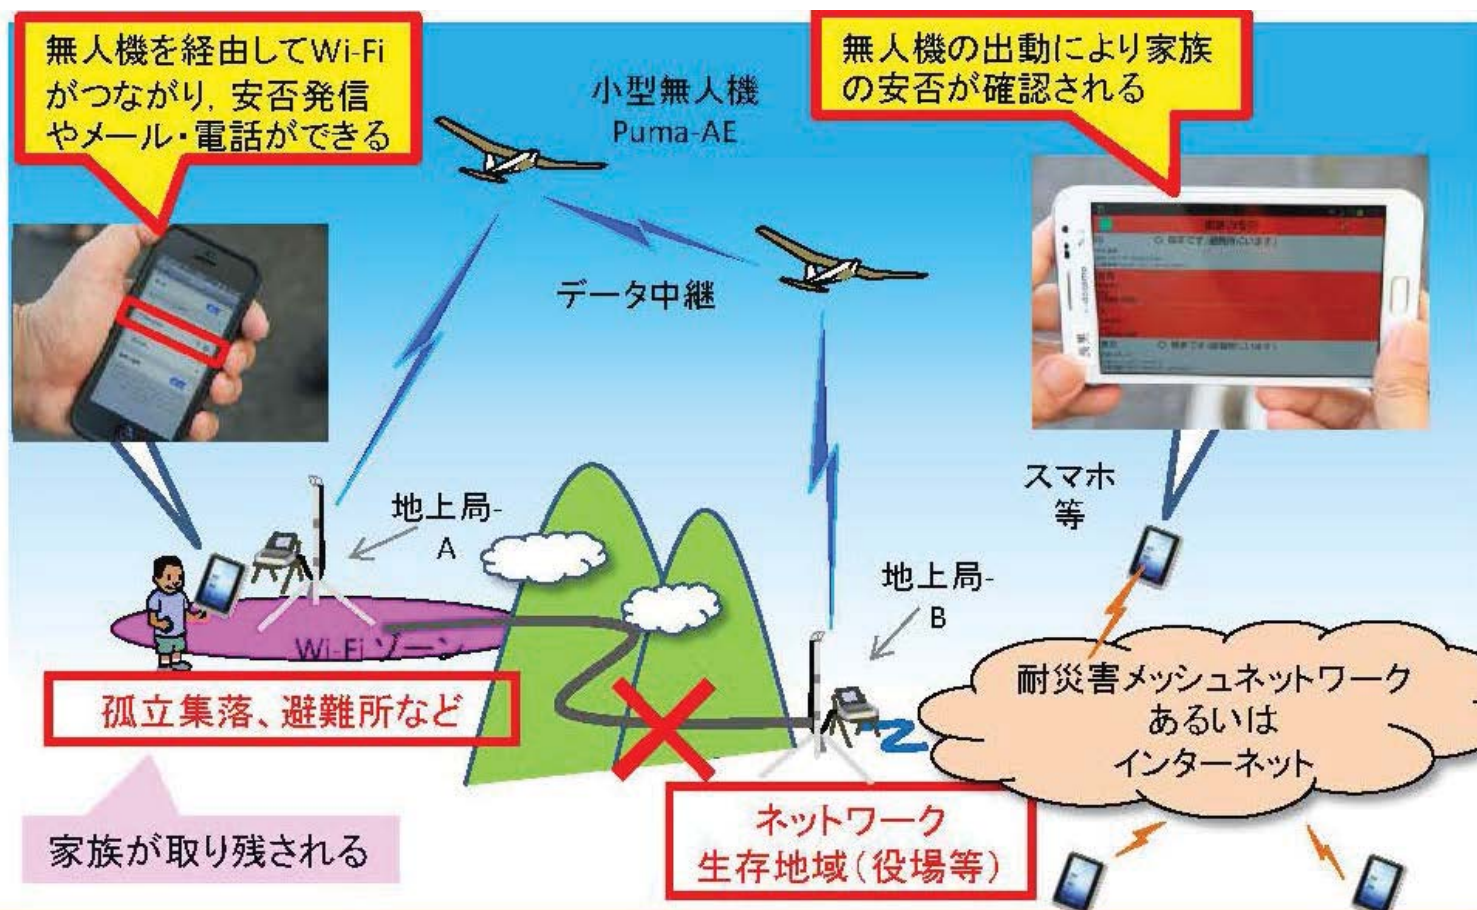 無人機を経由してWi-Fi
がつながり，安否発信
やメール・電話ができる
無人機の出動により家族
の安否が確認される
小型無人機
Puma-AE
データ中継
スマホ
等
地上局-
A
地上局-
B
Wi-Fi ゾーン
孤立集落、避難所など
耐災害メッシュネットワーク
あるいは
インターネット
家族が取り残される
ネットワーク
生存地域(役場等)
docomo